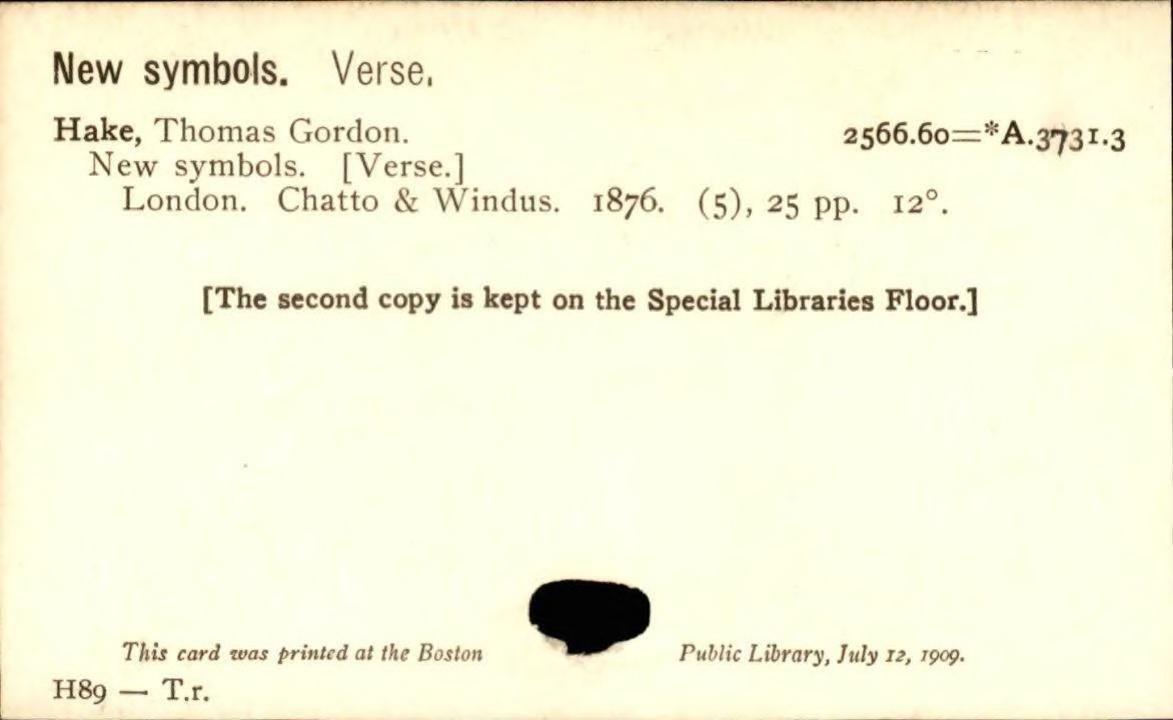 New symbols. Verse.
Hake, Thomas Gordon. 2566.60=*A.3731.3
New symbols. [Verse.]
London. Chatto & Windus. 1876. (5), 25 pp. 12°.
[The second copy is kept on the Special Libraries Floor.]
This card was printed at the Boston Public Library, July 12, 1909.
H89 — T.r.